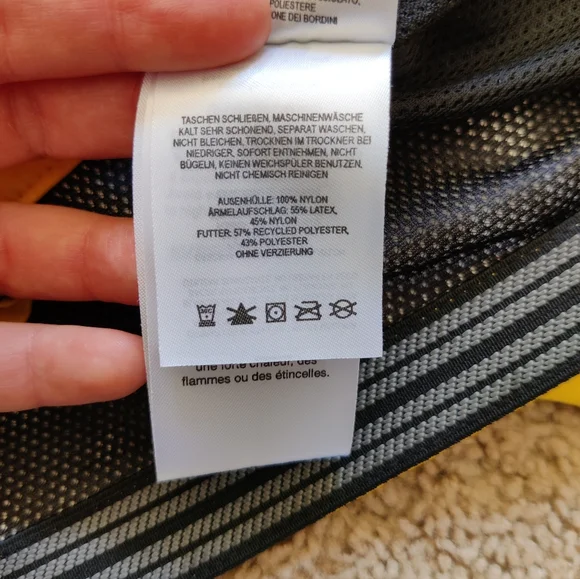 POLIESTERE
ONE DEI BORDINI
TASCHEN SCHLIEßEN, MASCHINENWÄSCHE
KALT SEHR SCHONEND, SEPARAT WASCHEN,
NICHT BLEICHEN, TROCKNEN IM TROCKNER BEI
NIEDRIGER, SOFORT ENTNEHMEN, NICHT
BÜGELN, KEINEN WEICHSPÜLER BENUTZEN,
NICHT CHEMISCH REINIGEN
AUßENHÜLLE: 100% NYLON
ÄRMELAUFSCHLAG: 55% LATEX,
45% NYLON
FUTTER: 57% RECYCLED POLYESTER,
43% POLYESTER
OHNE VERZIERUNG
une forte chaleur, des
flammes ou des étincelles.